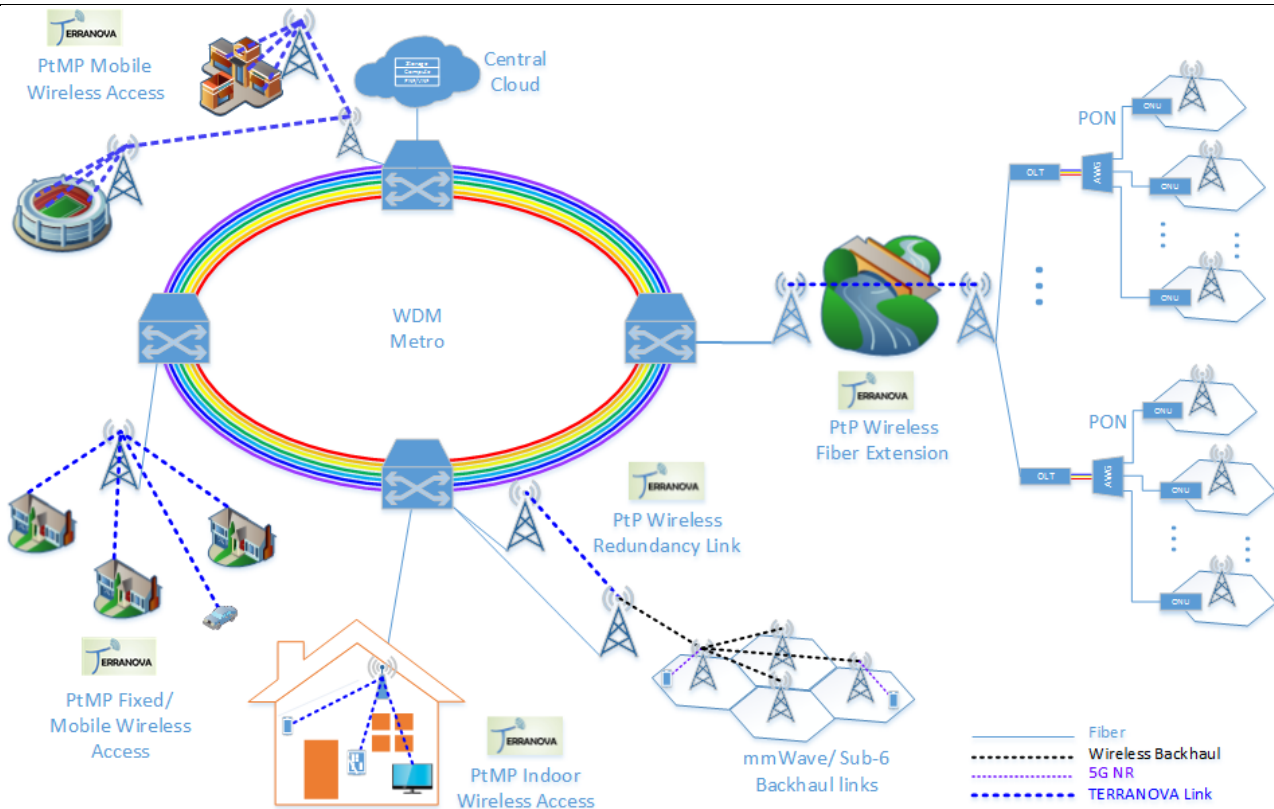 TERRANOVA
PtMP Mobile
Wireless Access
Storage
Compute
Central
Cloud
WDM
Metro
PON
OLT
AWG
ONU
ONU
ONU
TERRANOVA
PtP Wireless
Fiber Extension
PON
OLT
AWG
ONU
ONU
ONU
TERRANOVA
PtP Wireless
Redundancy Link
TERRANOVA
PtMP Fixed/
Mobile Wireless
Access
TERRANOVA
PtMP Indoor
Wireless Access
mmWave/ Sub-6
Backhaul links
Fiber
Wireless Backhaul
5G NR
TERRANOVA Link